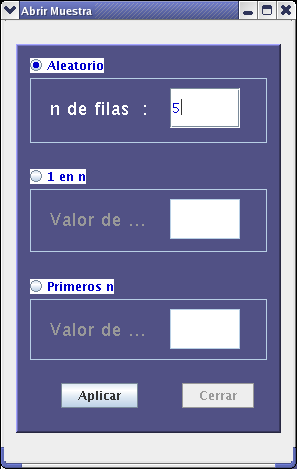 Abrir Muestra
Aleatorio
n de filas :
5
1 en n
Valor de ...
Primeros n
Valor de ...
Aplicar
Cerrar